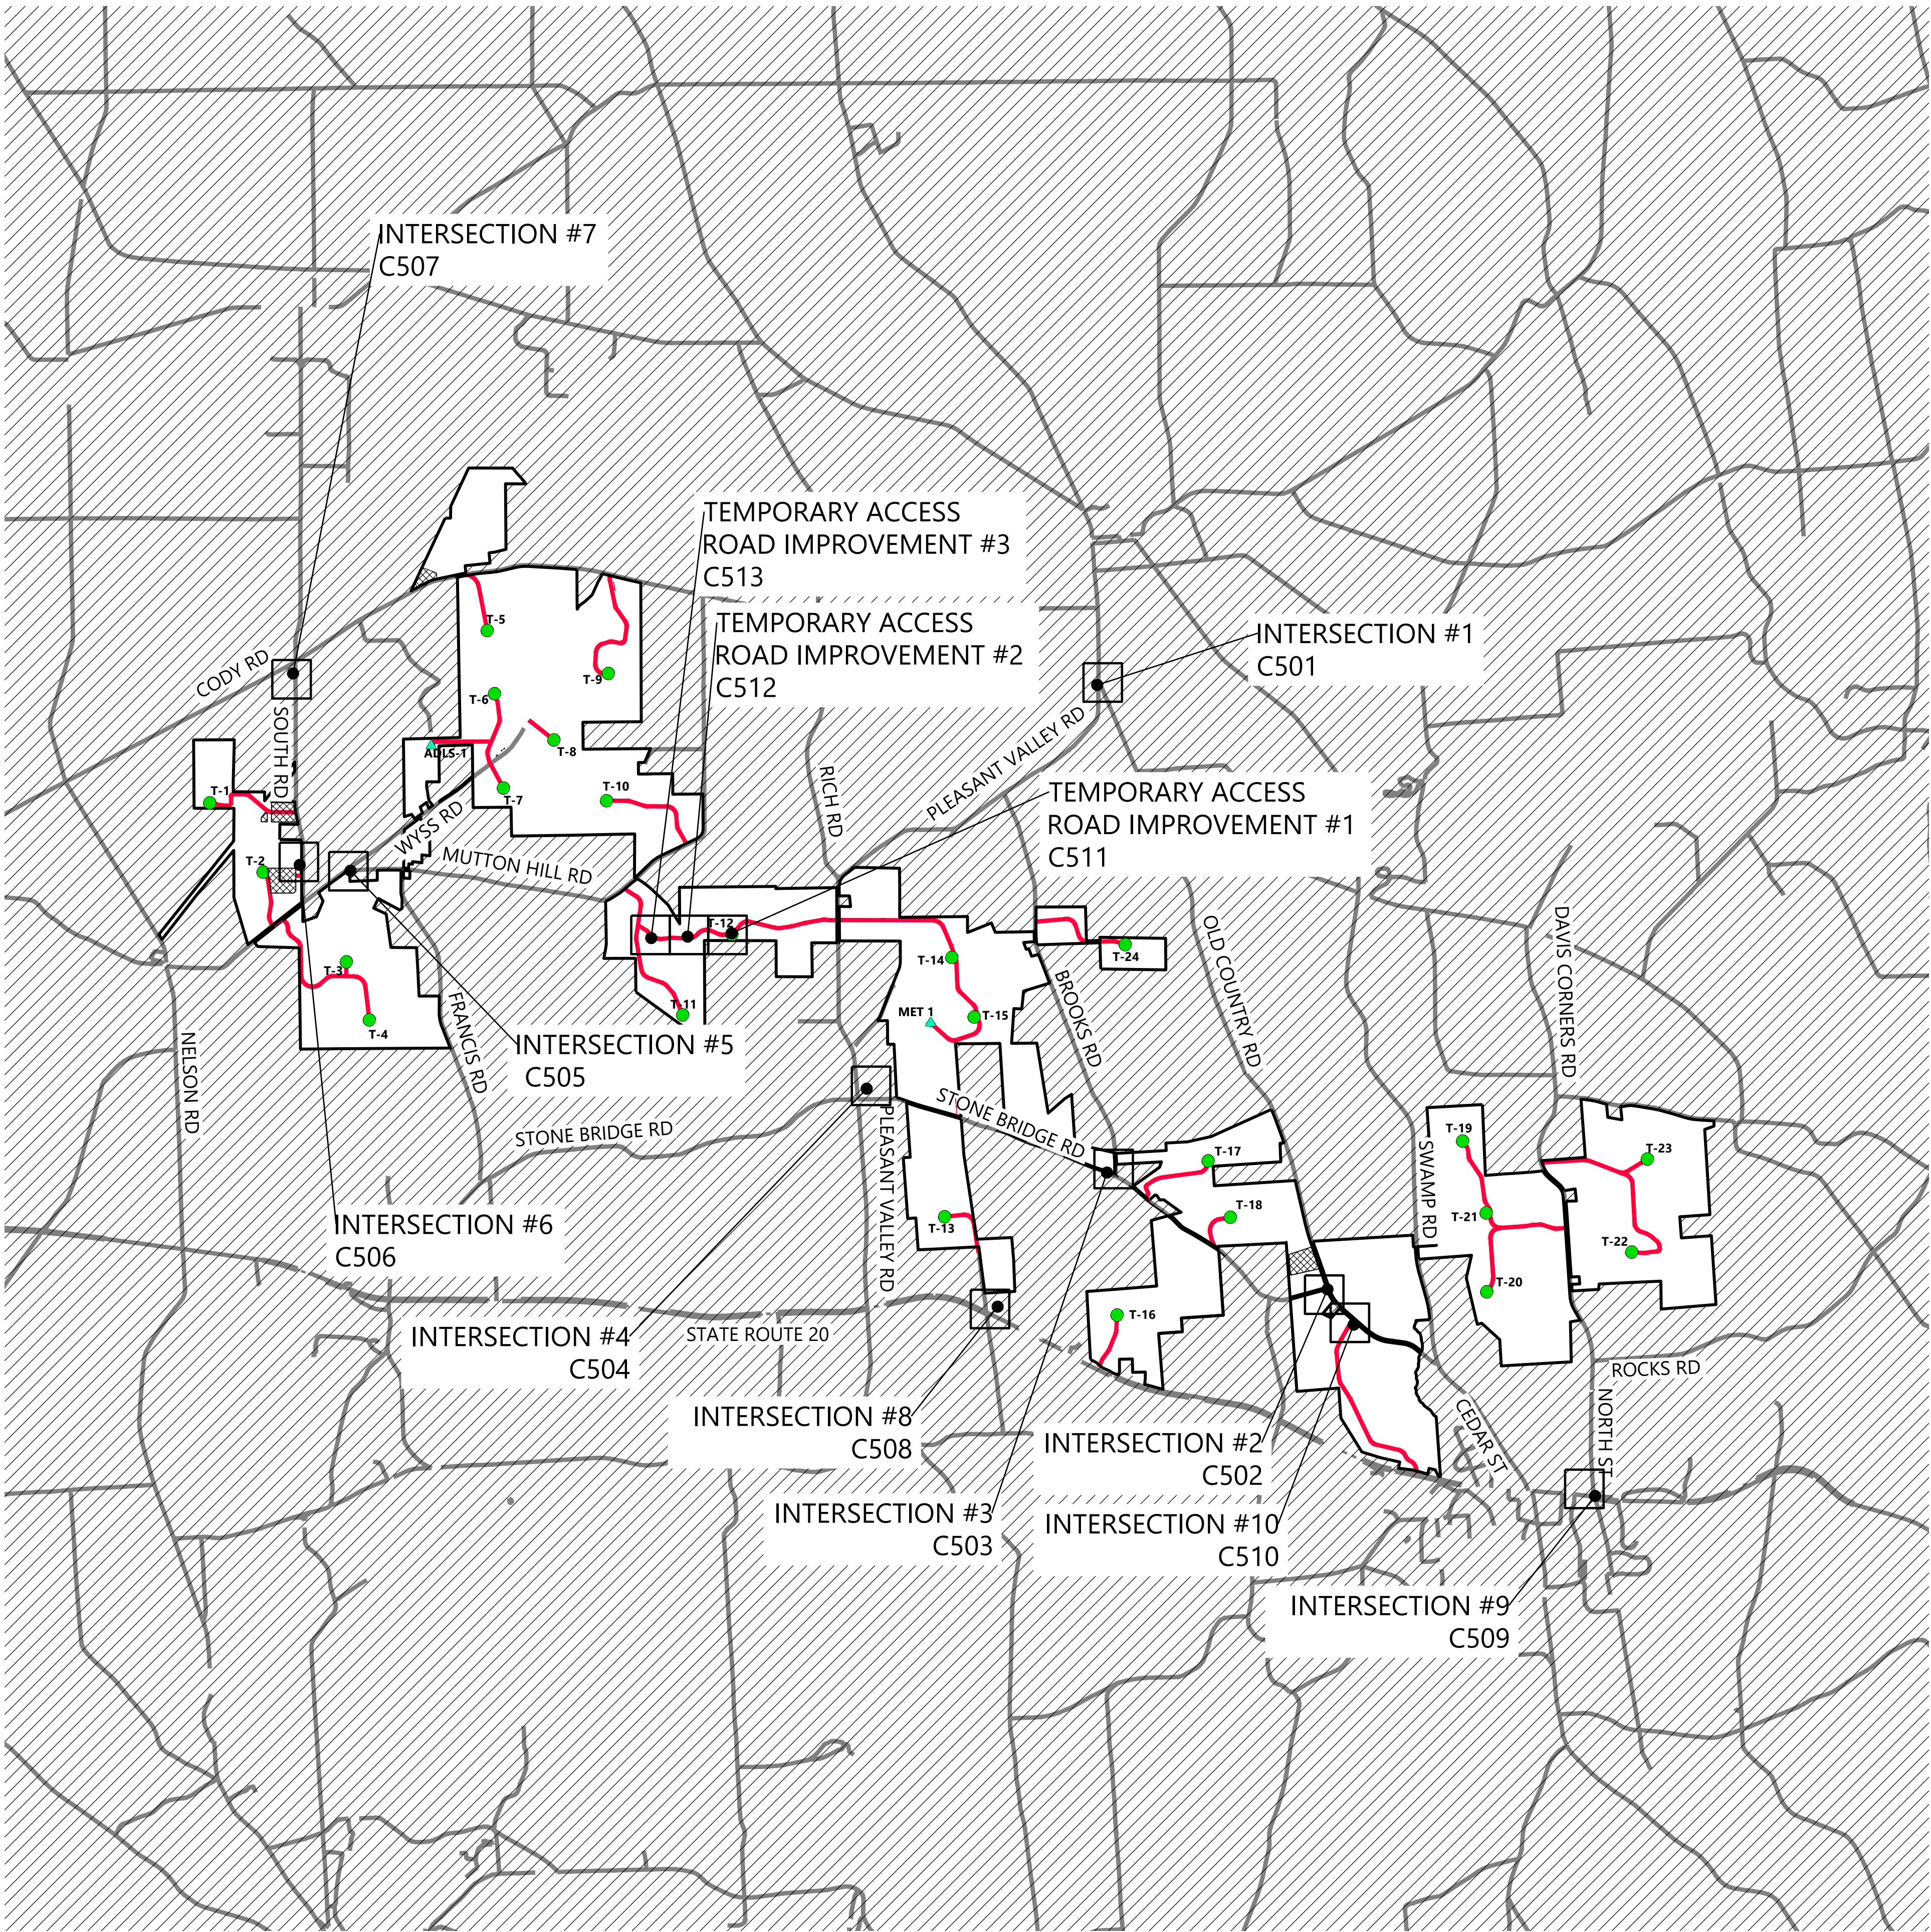 INTERSECTION #7
C507
TEMPORARY ACCESS
ROAD IMPROVEMENT #3
C513
TEMPORARY ACCESS
ROAD IMPROVEMENT #2
C512
INTERSECTION #1
C501
T-5
T-9
T-6
CODY RD
SOUTH RD
ADLS-1
T-8
T-7
T-10
T-1
WYSS RD
MUTTON HILL RD
RICH RD
PLEASANT VALLEY RD
TEMPORARY ACCESS
ROAD IMPROVEMENT #1
C511
T-2
T-3
T-4
T-12
T-11
T-14
T-15
MET 1
T-24
BROOKS RD
OLD COUNTRY RD
DAVIS CORNERS RD
NELSON RD
FRANCIS RD
INTERSECTION #5
C505
STONE BRIDGE RD
STONE BRIDGE RD
PLEASANT VALLEY RD
T-13
T-17
T-18
T-19
T-21
T-20
T-23
T-22
SWAMP RD
INTERSECTION #6
C506
INTERSECTION #4
C504
STATE ROUTE 20
T-16
ROCKS RD
NORTH ST
CEDAR ST
INTERSECTION #8
C508
INTERSECTION #2
C502
INTERSECTION #3
C503
INTERSECTION #10
C510
INTERSECTION #9
C509